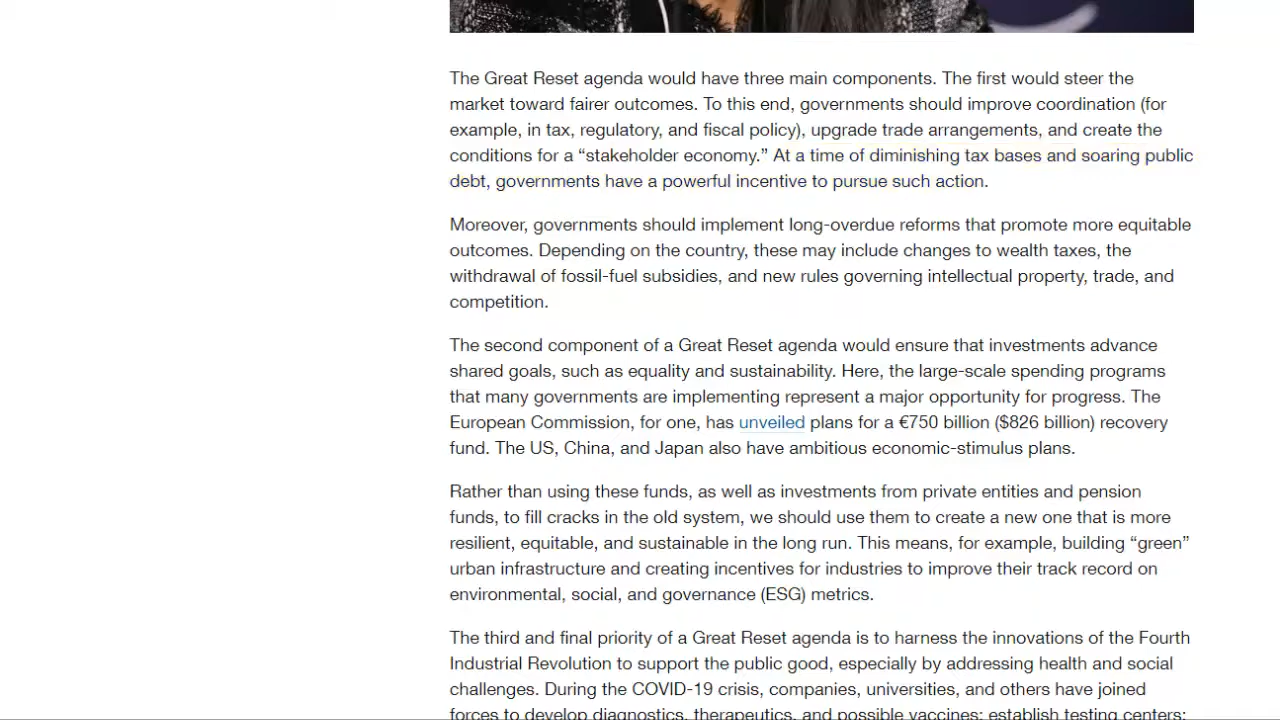 The Great Reset agenda would have three main components. The first would steer the
market toward fairer outcomes. To this end, governments should improve coordination (for
example, in tax, regulatory, and fiscal policy), upgrade trade arrangements, and create the
conditions for a “stakeholder economy.” At a time of diminishing tax bases and soaring public
debt, governments have a powerful incentive to pursue such action.
Moreover, governments should implement long-overdue reforms that promote more equitable
outcomes. Depending on the country, these may include changes to wealth taxes, the
withdrawal of fossil-fuel subsidies, and new rules governing intellectual property, trade, and
competition.
The second component of a Great Reset agenda would ensure that investments advance
shared goals, such as equality and sustainability. Here, the large-scale spending programs
that many governments are implementing represent a major opportunity for progress. The
European Commission, for one, has unveiled plans for a €750 billion ($826 billion) recovery
fund. The US, China, and Japan also have ambitious economic-stimulus plans.
Rather than using these funds, as well as investments from private entities and pension
funds, to fill cracks in the old system, we should use them to create a new one that is more
resilient, equitable, and sustainable in the long run. This means, for example, building “green”
urban infrastructure and creating incentives for industries to improve their track record on
environmental, social, and governance (ESG) metrics.
The third and final priority of a Great Reset agenda is to harness the innovations of the Fourth
Industrial Revolution to support the public good, especially by addressing health and social
challenges. During the COVID-19 crisis, companies, universities, and others have joined
forces to develop diagnostics, therapeutics, and possible vaccines; establish testing centers;